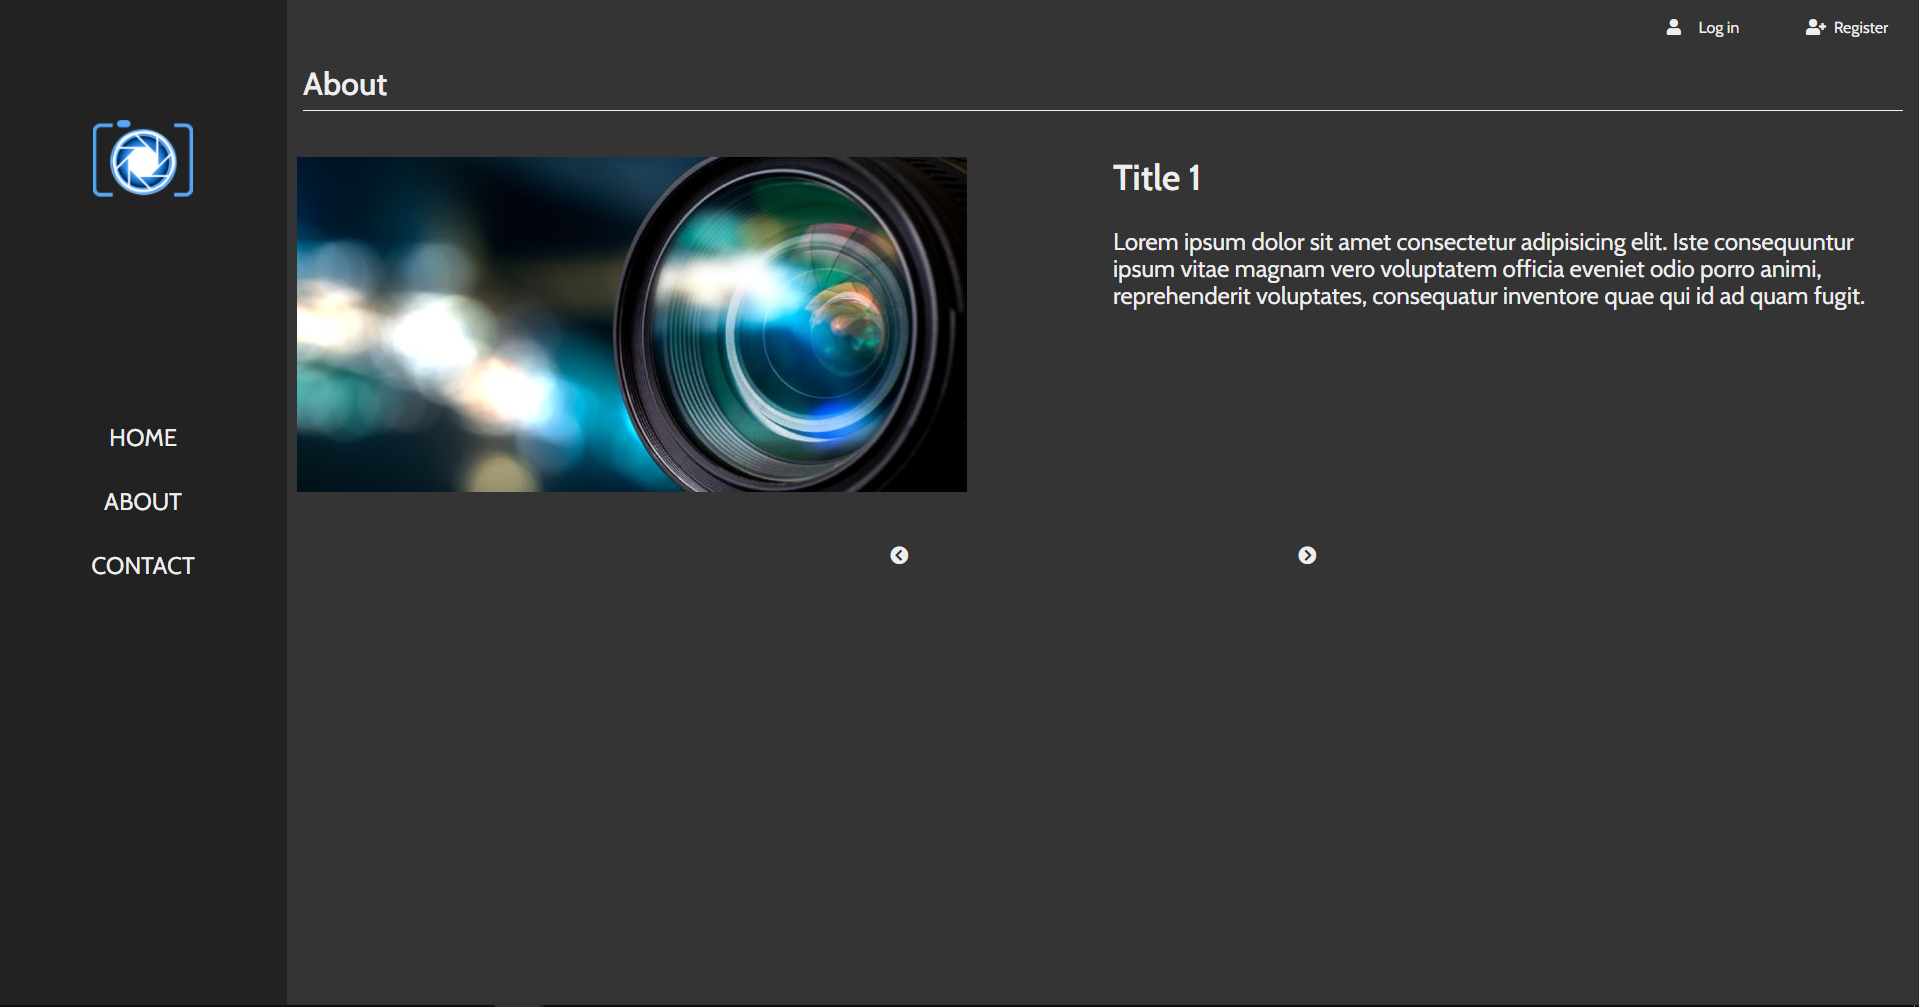 Log in
Register
About
HOME
ABOUT
CONTACT
Title 1
Lorem ipsum dolor sit amet consectetur adipisicing elit. Iste consequuntur
ipsum vitae magnam vero voluptatem officia eveniet odio porro animi,
reprehenderit voluptates, consequatur inventore quae qui id ad quam fugit.